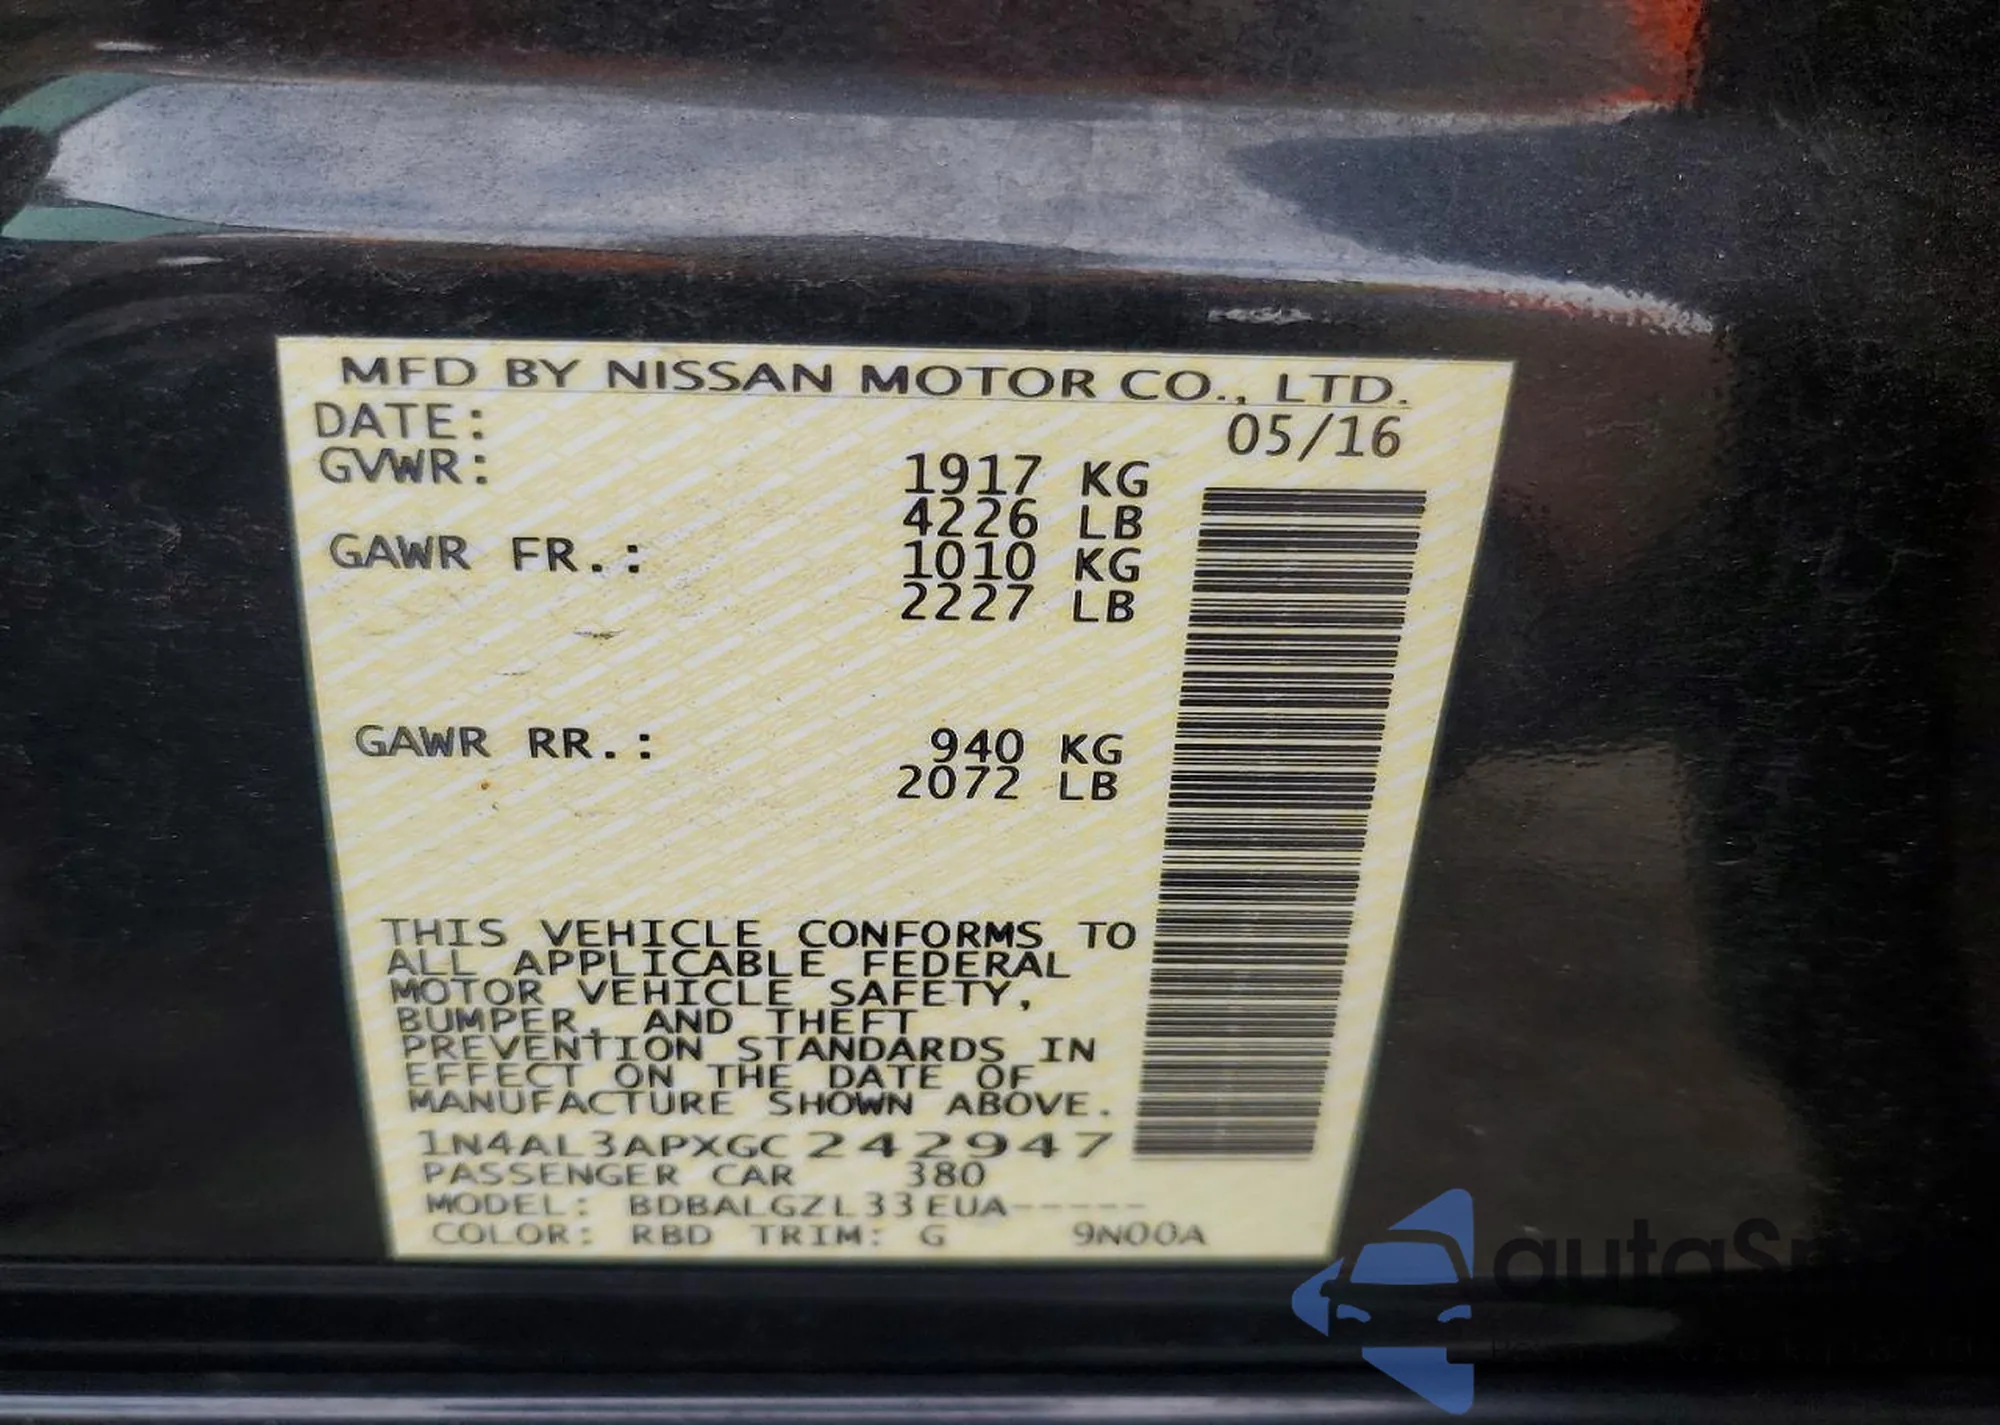 MFD BY NISSAN MOTOR CO., LTD.
DATE: 05/16
GVWR: 1917 KG
4226 LB
GAWR FR.: 1010 KG
2227 LB
GAWR RR.: 940 KG
2072 LB
THIS VEHICLE CONFORMS TO
ALL APPLICABLE FEDERAL
MOTOR VEHICLE SAFETY,
BUMPER, AND THEFT
PREVENTION STANDARDS IN
EFFECT ON THE DATE OF
MANUFACTURE SHOWN ABOVE.
1N4AL3APXGC242947
PASSENGER CAR 380
MODEL: BDBALGZL33EUA-----
COLOR: RBD TRIM: G 9N00A